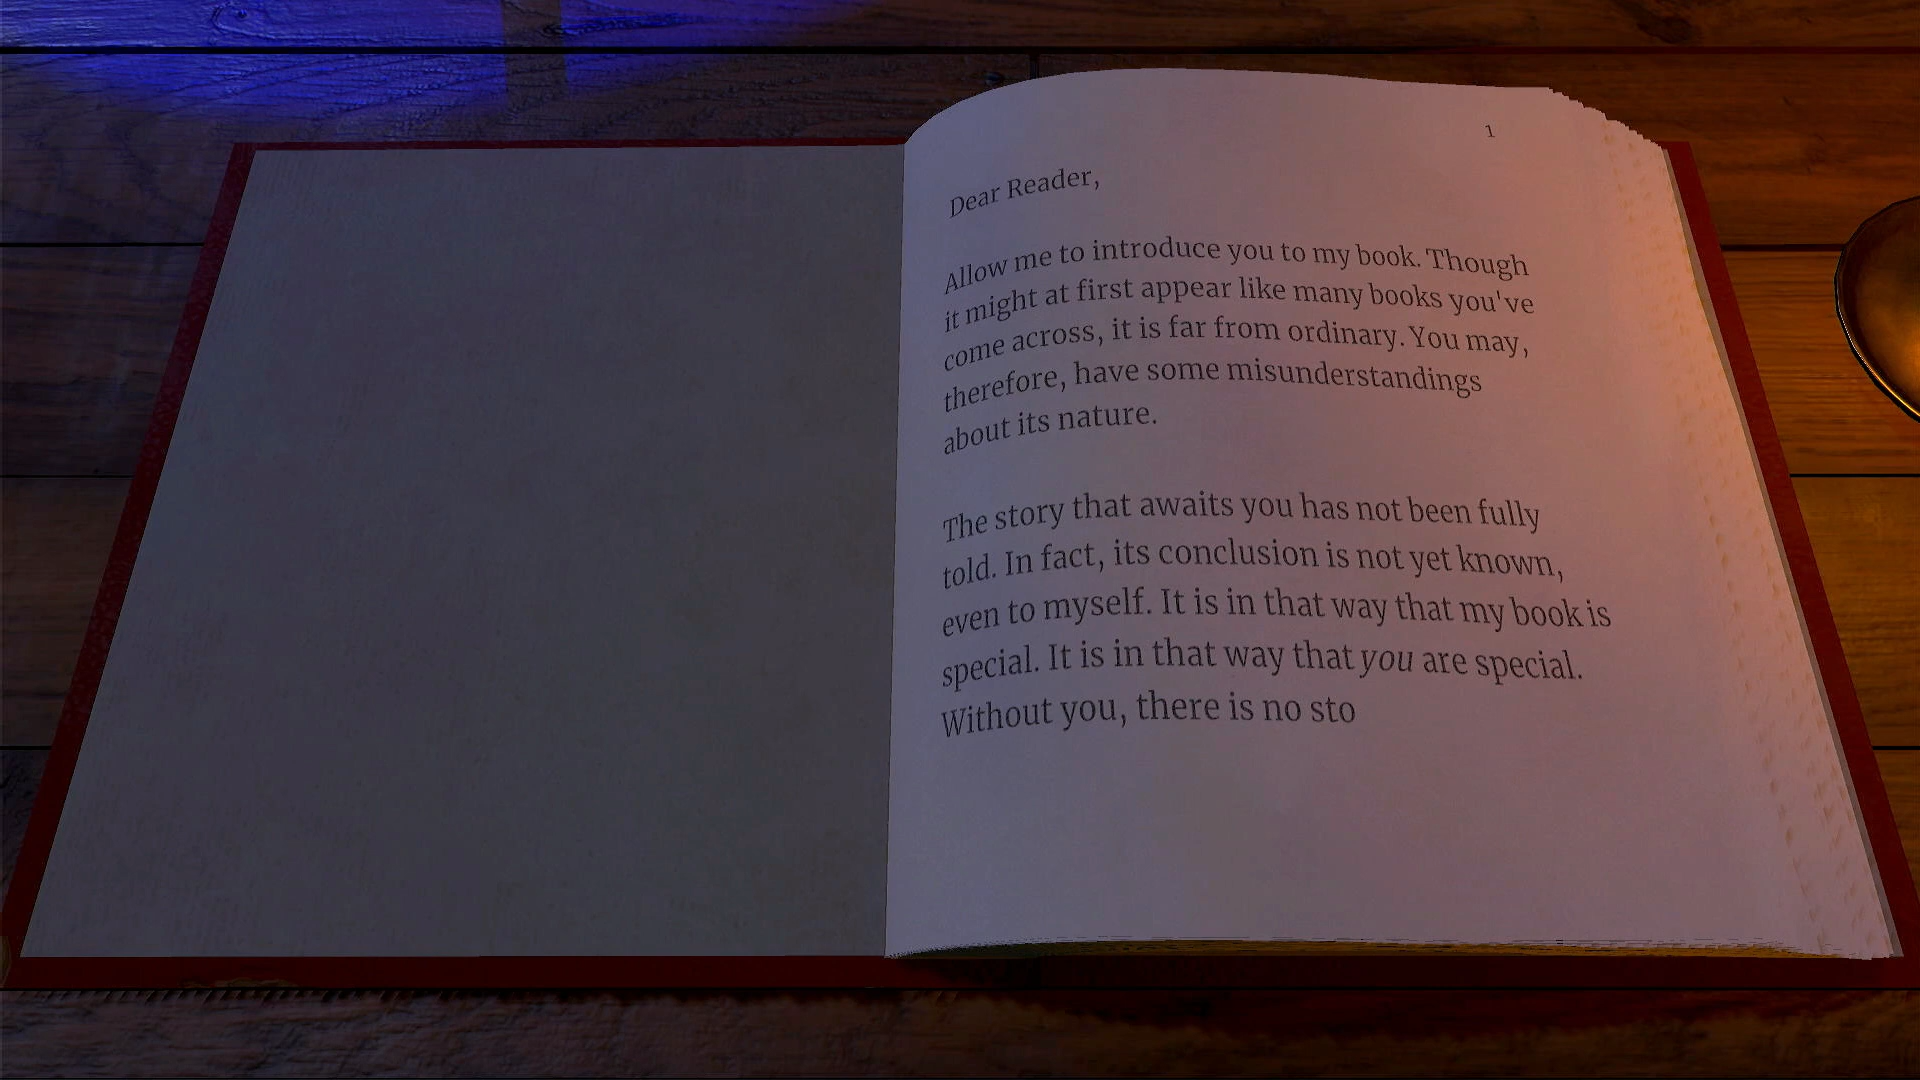 1
Dear Reader,
Allow me to introduce you to my book. Though
it might at first appear like many books you've
come across, it is far from ordinary. You may,
therefore, have some misunderstandings
about its nature.
The story that awaits you has not been fully
told. In fact, its conclusion is not yet known,
even to myself. It is in that way that my book is
special. It is in that way that you are special.
Without you, there is no sto